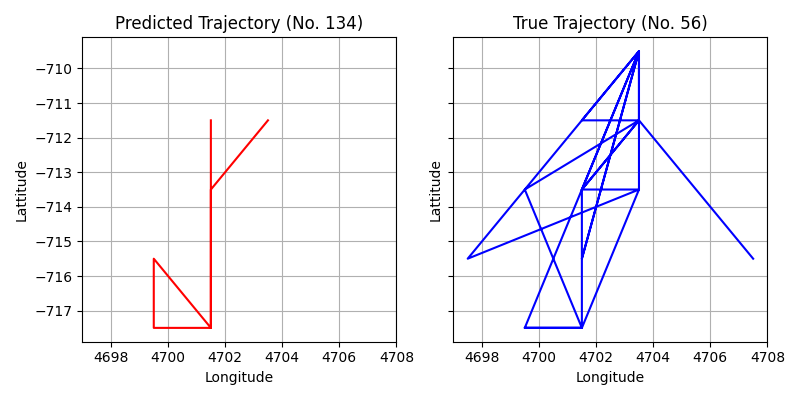 Predicted Trajectory (No. 134)
True Trajectory (No. 56)
Lattitude
−710
−711
−712
−713
−714
−715
−716
−717
4698 4700 4702 4704 4706 4708
Longitude
Lattitude
4698 4700 4702 4704 4706 4708
Longitude